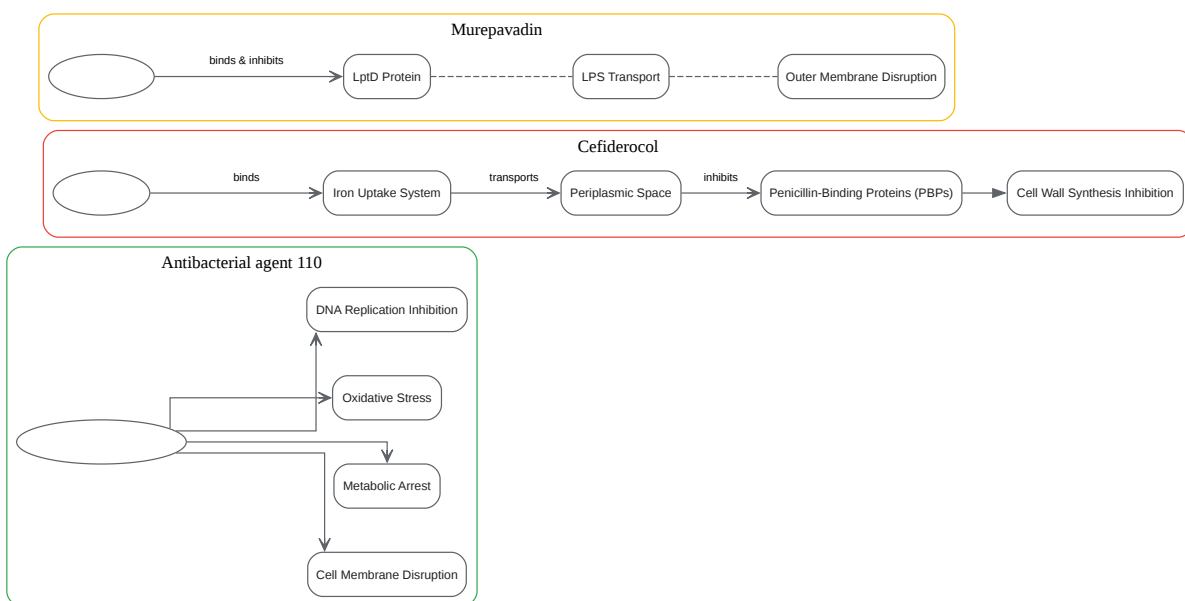 Murepavadin
binds & inhibits
LptD Protein
LPS Transport
Outer Membrane Disruption
Cefiderocol
binds
Iron Uptake System
transports
Periplasmic Space
inhibits
Penicillin-Binding Proteins (PBPs)
Cell Wall Synthesis Inhibition
Antibacterial agent 110
DNA Replication Inhibition
Oxidative Stress
Metabolic Arrest
Cell Membrane Disruption